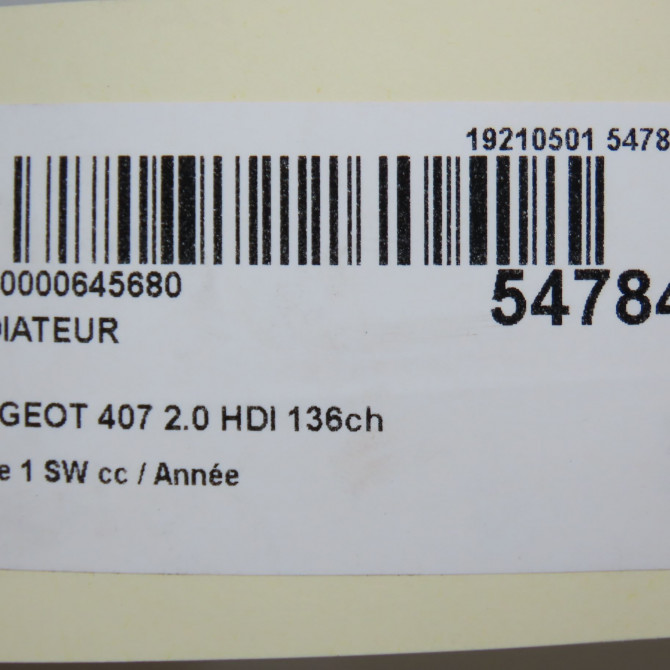 19210501 5478
0000645680
54784
DIATEUR
GEOT 407 2.0 HDI 136ch
e 1 SW cc / Année